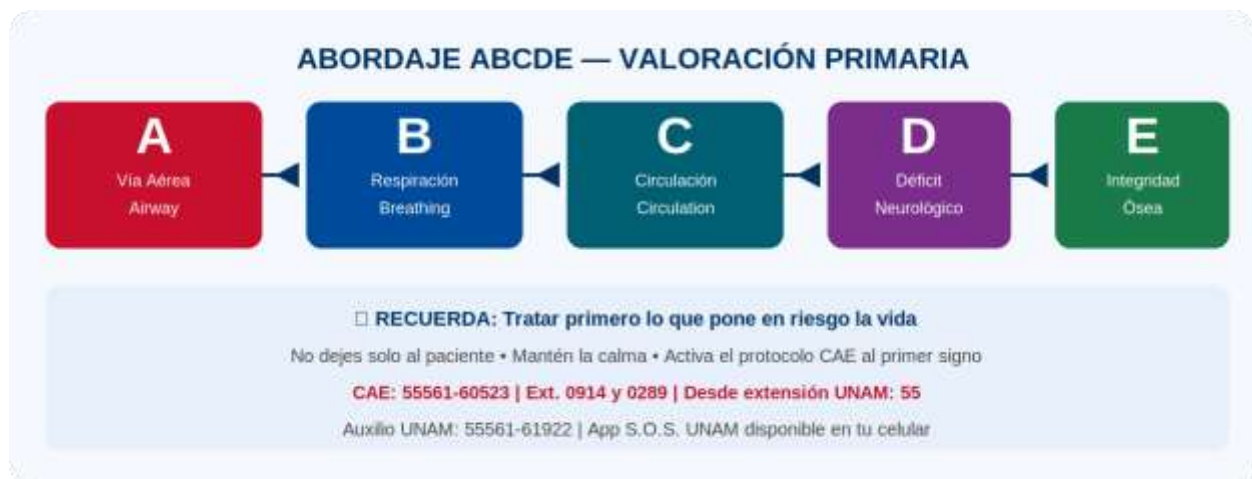 ABORDAJE ABCDE — VALORACIÓN PRIMARIA
A
Vía Aérea
Airway
B
Respiración
Breathing
C
Circulación
Circulation
D
Déficit
Neurológico
E
Integridad
Ósea
RECUERDA: Tratar primero lo que pone en riesgo la vida
No dejes solo al paciente • Mantén la calma • Activa el protocolo CAE al primer signo
CAE: 55561-60523 | Ext. 0914 y 0289 | Desde extensión UNAM: 55
Auxilio UNAM: 55561-61922 | App S.O.S. UNAM disponible en tu celular